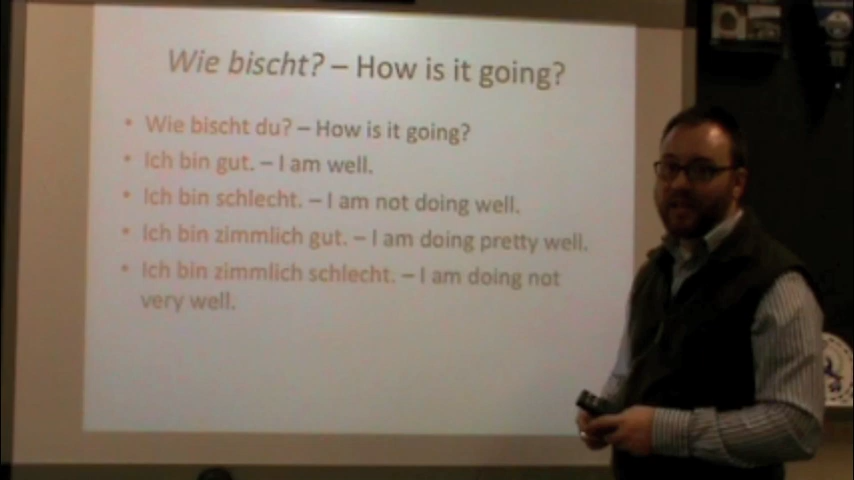 Wie bischt? – How is it going?
• Wie bischt du? – How is it going?
• Ich bin gut. – I am well.
• Ich bin schlecht. – I am not doing well.
• Ich bin zimmlich gut. – I am doing pretty well.
• Ich bin zimmlich schlecht. – I am doing not
very well.